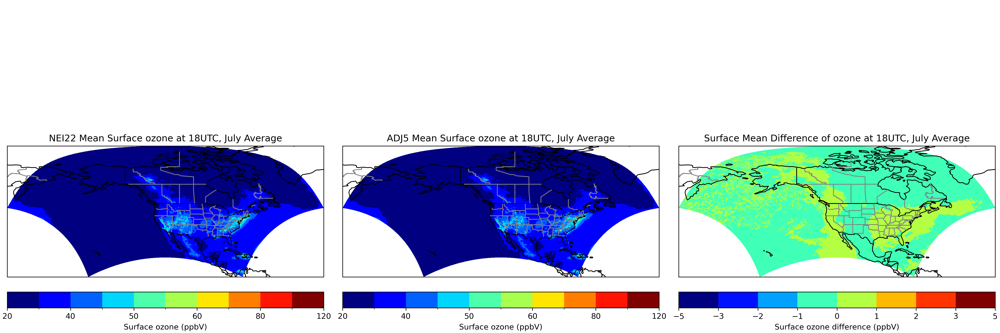 NEI22 Mean Surface ozone at 18UTC, July Average
ADJ5 Mean Surface ozone at 18UTC, July Average
Surface Mean Difference of ozone at 18UTC, July Average
20 40 50 60 80 120
Surface ozone (ppbV)
20 40 50 60 80 120
Surface ozone (ppbV)
−5 −3 −2 −1 0 1 2 3 5
Surface ozone difference (ppbV)